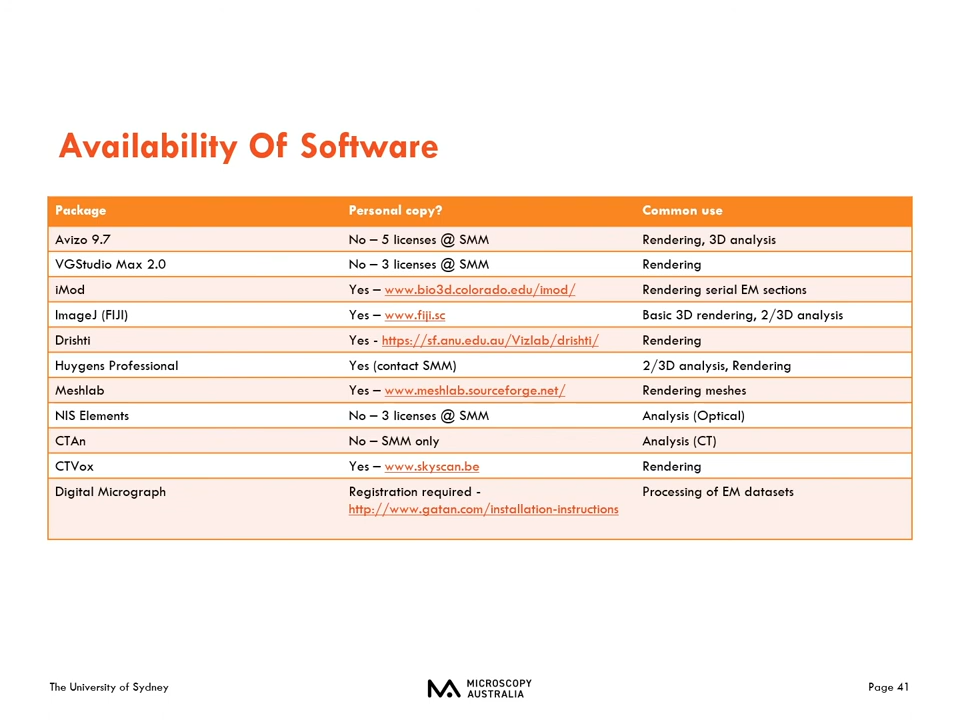 Availability Of Software
Package Personal copy? Common use
Avizo 9.7 No – 5 licenses @ SMM Rendering, 3D analysis
VGStudio Max 2.0 No – 3 licenses @ SMM Rendering
iMod Yes – www.bio3d.colorado.edu/imod/ Rendering serial EM sections
ImageJ (FIJI) Yes – www.fiji.sc Basic 3D rendering, 2/3D analysis
Drishti Yes - https://sf.anu.edu.au/Vizlab/drishti/ Rendering
Huygens Professional Yes (contact SMM) 2/3D analysis, Rendering
Meshlab Yes – www.meshlab.sourceforge.net/ Rendering meshes
NIS Elements No – 3 licenses @ SMM Analysis (Optical)
CTAn No – SMM only Analysis (CT)
CTVox Yes – www.skyscan.be Rendering
Digital Micrograph Registration required - Processing of EM datasets
http://www.gatan.com/installation-instructions
The University of Sydney MICROSCOPY Page 41
AUSTRALIA